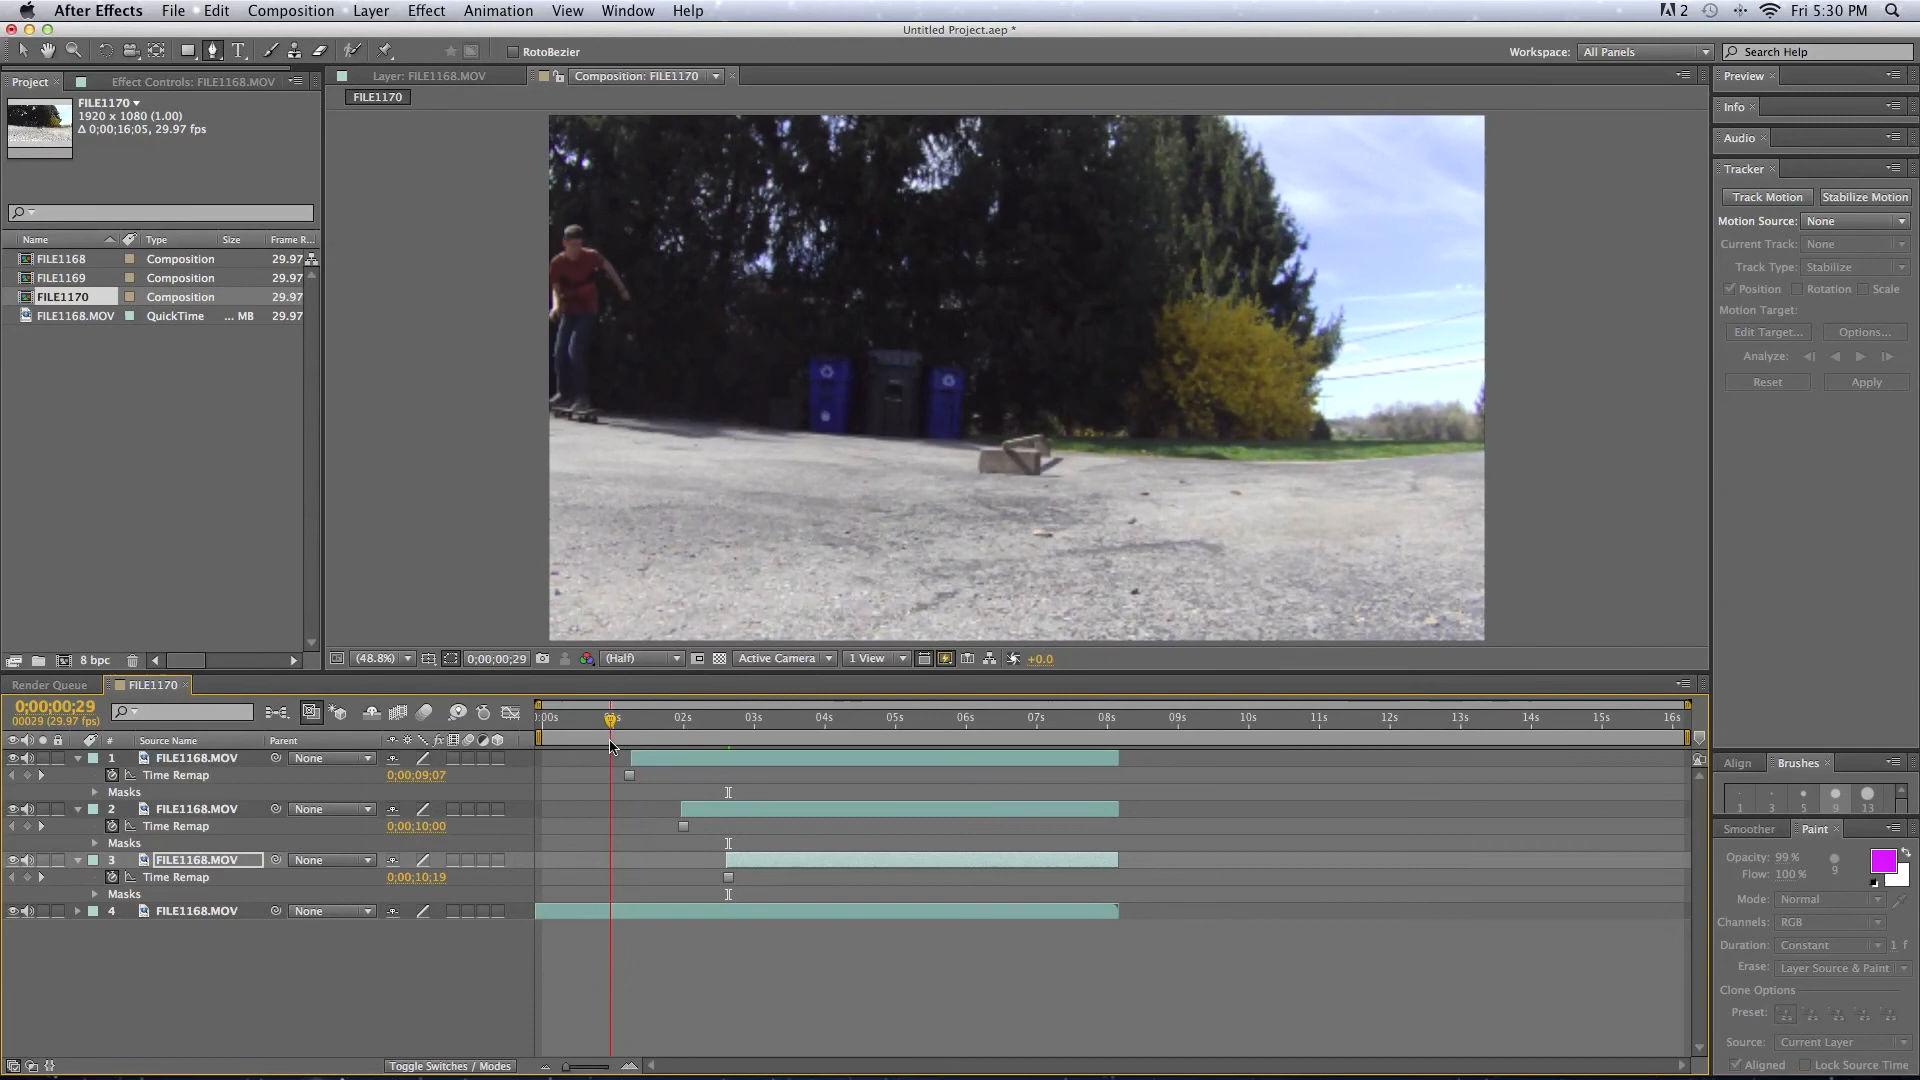 After Effects File Edit Composition Layer Effect Animation View Window Help 2 Fri 5:30 PM
Untitled Project.aep *
T RotoBezier Workspace: All Panels Search Help
Project × Effect Controls: FILE1168.MOV Layer: FILE1168.MOV Composition: FILE1170 × Preview ×
FILE1170
FILE1170
1920 x 1080 (1.00)
Δ 0;00;16;05, 29.97 fps
Info ×
Audio ×
Tracker ×
Track Motion Stabilize Motion
Motion Source: None
Current Track: None
Track Type: Stabilize
Position Rotation Scale
Motion Target:
Edit Target... Options...
Analyze:
Reset Apply
Name Type Size Frame R...
FILE1168 Composition 29.97
FILE1169 Composition 29.97
FILE1170 Composition 29.97
FILE1168.MOV QuickTime ... MB 29.97
8 bpc
(48.8%) 0;00;00;29 (Half) Active Camera 1 View +0.0
Render Queue FILE1170 ×
0;00;00;29
00029 (29.97 fps)
# Source Name Parent fx
:00s 02s 03s 04s 05s 06s 07s 08s 09s 10s 11s 12s 13s 14s 15s 16s
1 FILE1168.MOV None
Time Remap 0;00;09;07
Masks
2 FILE1168.MOV None
Time Remap 0;00;10;00
Masks
3 FILE1168.MOV None
Time Remap 0;00;10;19
Masks
4 FILE1168.MOV None
Toggle Switches / Modes
Align Brushes ×
1 3 5 9 13
Smoother Paint ×
Opacity: 99 %
Flow: 100 % 9
Mode: Normal
Channels: RGB
Duration: Constant 1 f
Erase: Layer Source & Paint
Clone Options
Preset:
Source: Current Layer
Aligned Lock Source Time